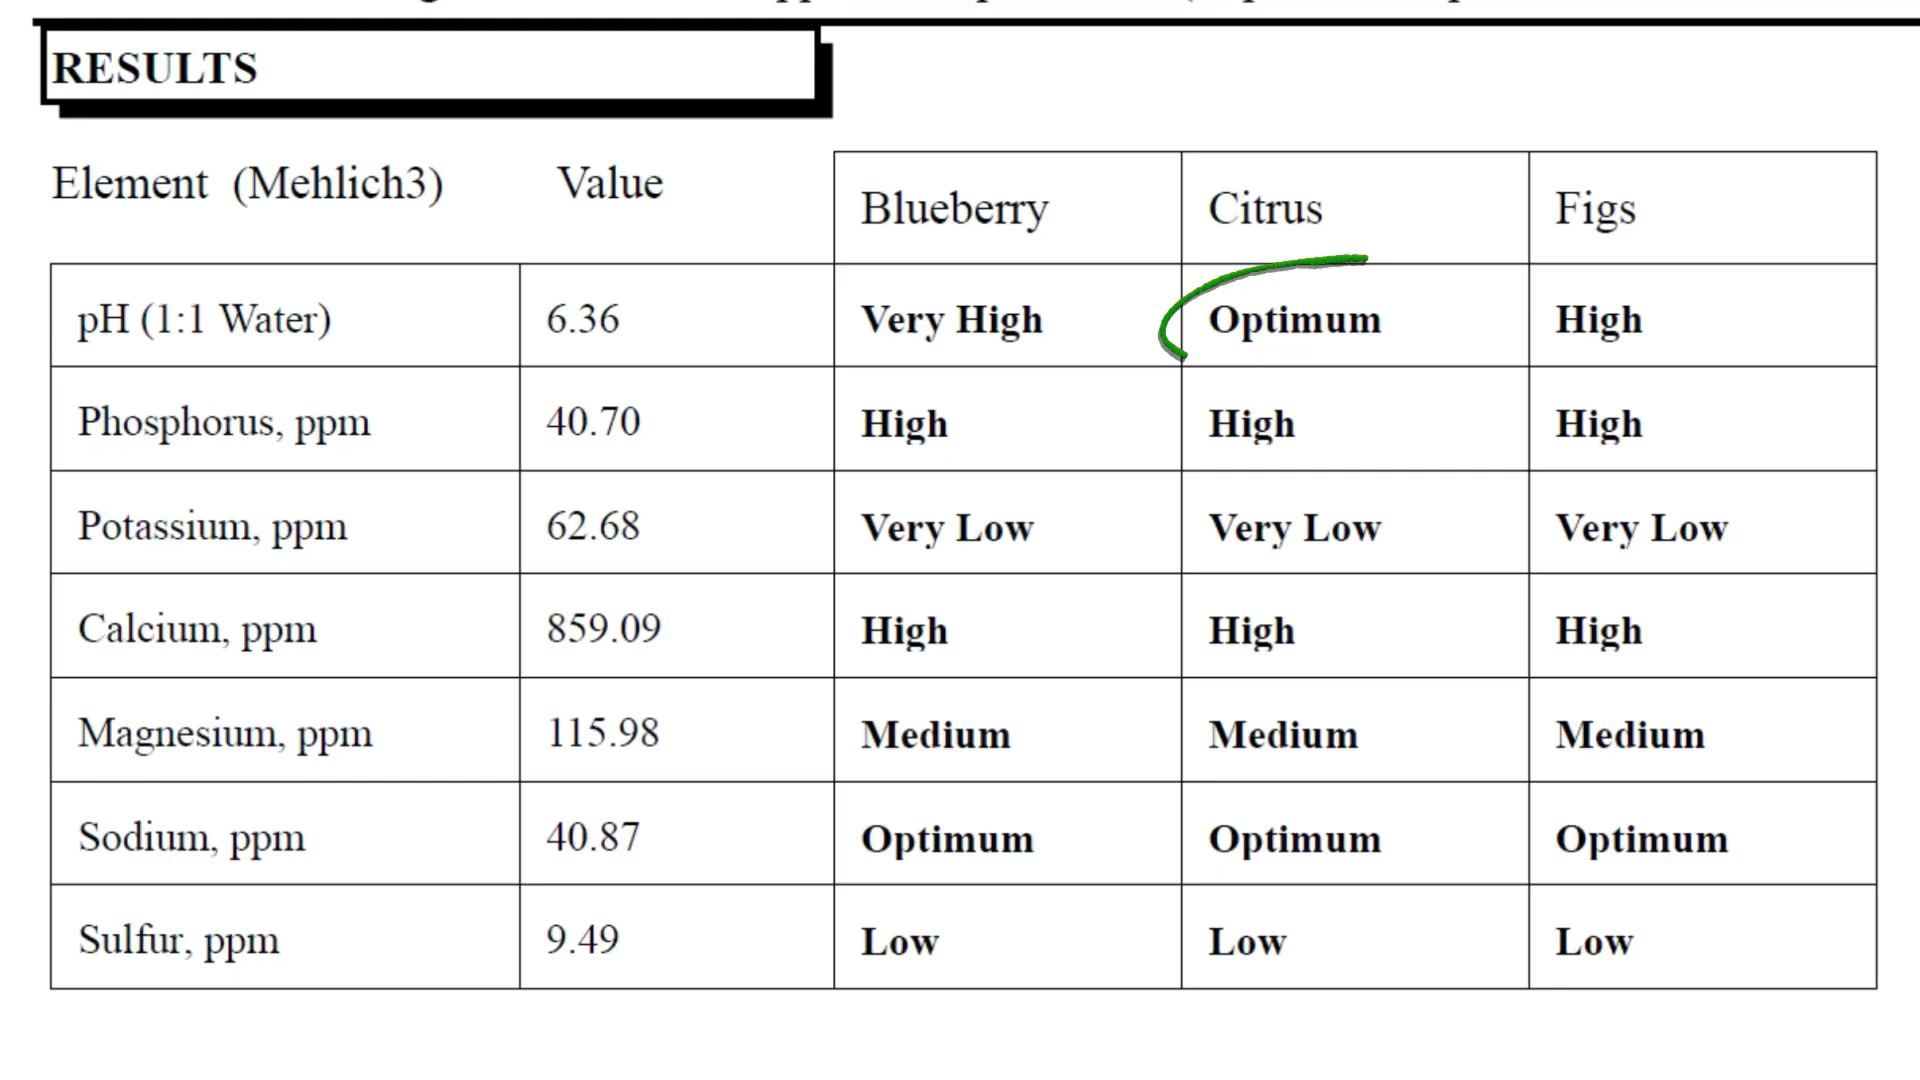 RESULTS
Element (Mehlich3) Value Blueberry Citrus Figs
pH (1:1 Water) 6.36 Very High Optimum High
Phosphorus, ppm 40.70 High High High
Potassium, ppm 62.68 Very Low Very Low Very Low
Calcium, ppm 859.09 High High High
Magnesium, ppm 115.98 Medium Medium Medium
Sodium, ppm 40.87 Optimum Optimum Optimum
Sulfur, ppm 9.49 Low Low Low